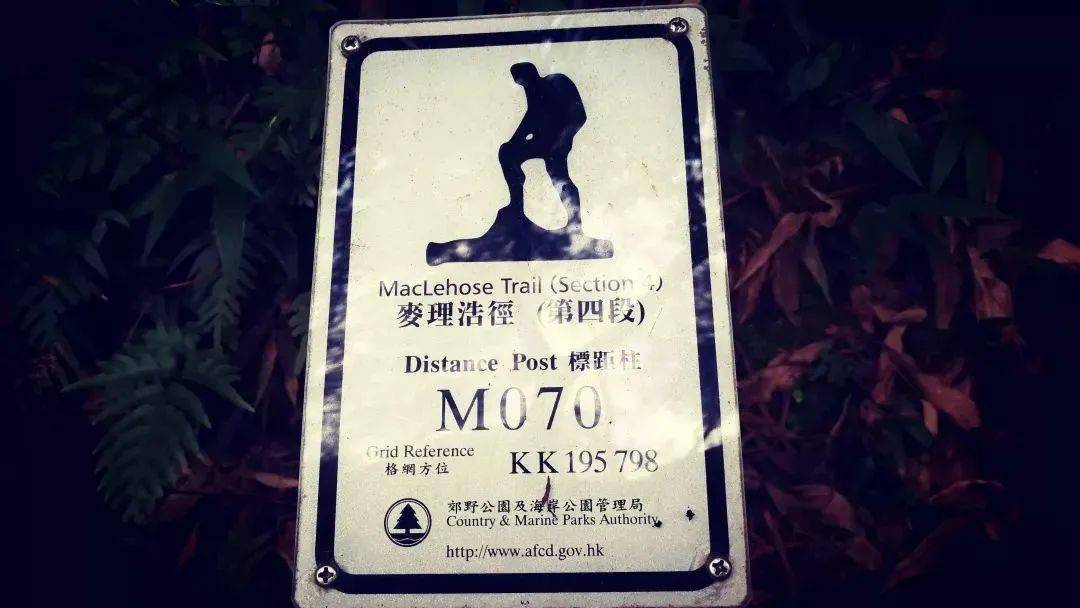 MacLehose Trail (Section 4)
麥理浩徑 (第四段)
Distance Post 標距柱
M070
Grid Reference
格網方位
KK 195 798
郊野公園及海岸公園管理局
Country & Marine Parks Authority
http://www.afcd.gov.hk